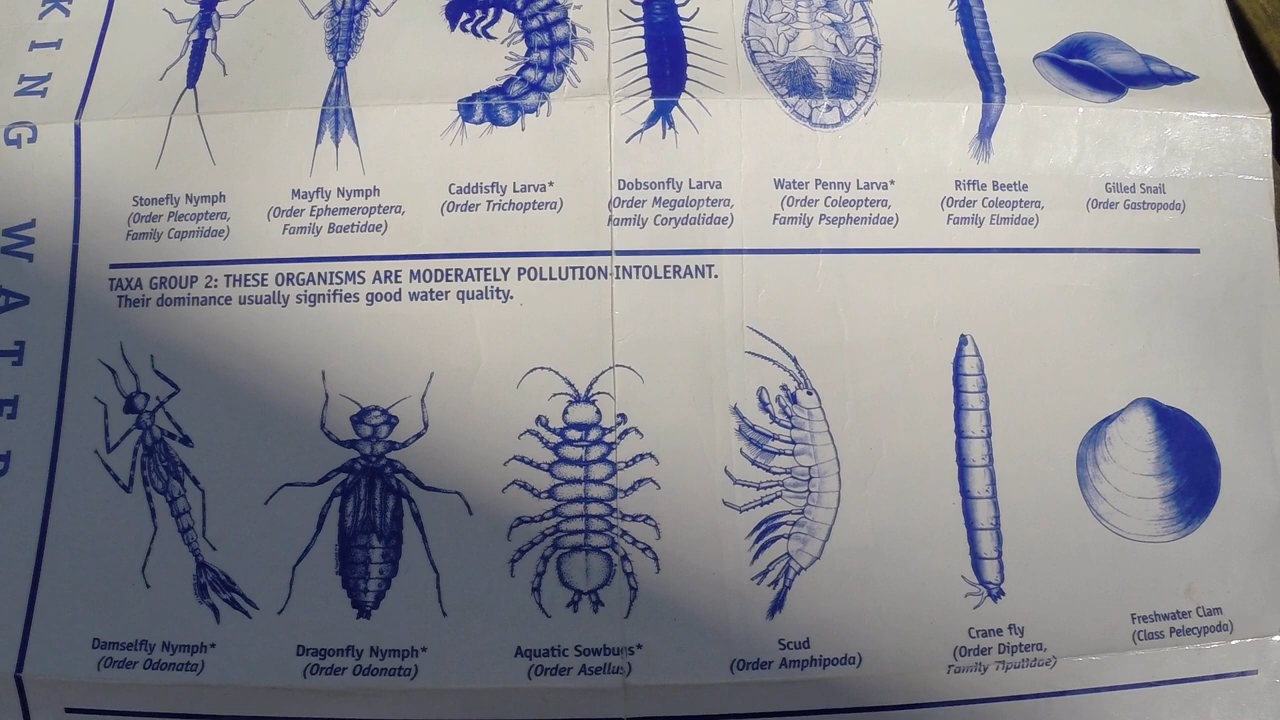 KING WATER
Stonefly Nymph
(Order Plecoptera,
Family Capniidae)
Mayfly Nymph
(Order Ephemeroptera,
Family Baetidae)
Caddisfly Larva*
(Order Trichoptera)
Dobsonfly Larva
(Order Megaloptera,
Family Corydalidae)
Water Penny Larva*
(Order Coleoptera,
Family Psephenidae)
Riffle Beetle
(Order Coleoptera,
Family Elmidae)
Gilled Snail
(Order Gastropoda)
TAXA GROUP 2: THESE ORGANISMS ARE MODERATELY POLLUTION-INTOLERANT.
Their dominance usually signifies good water quality.
Damselfly Nymph*
(Order Odonata)
Dragonfly Nymph*
(Order Odonata)
Aquatic Sowbugs*
(Order Asellus)
Scud
(Order Amphipoda)
Crane fly
(Order Diptera,
Family Tipulidae)
Freshwater Clam
(Class Pelecypoda)